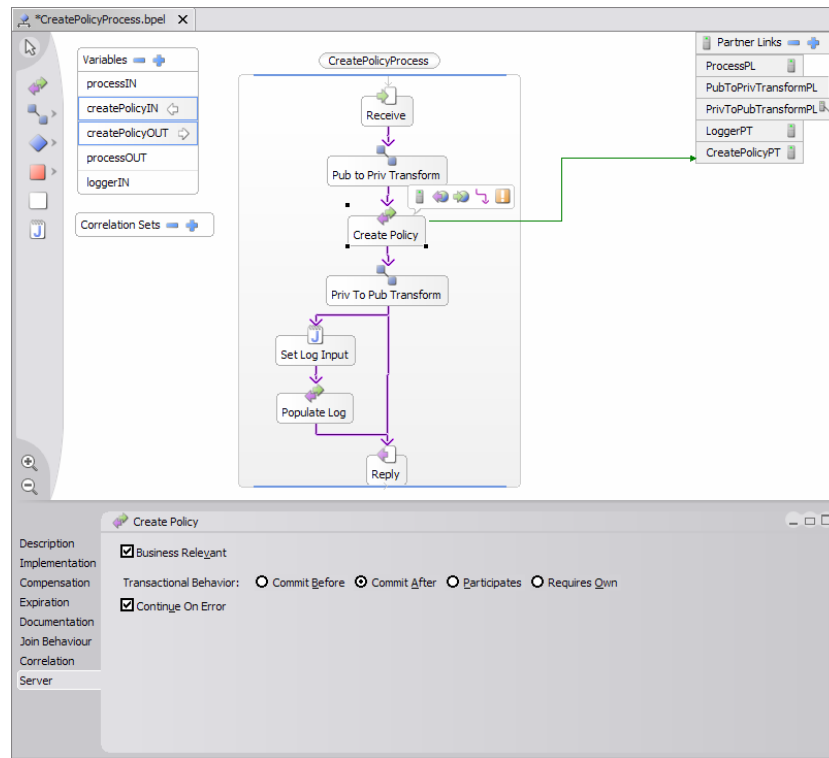 *CreatePolicyProcess.bpel
Variables
processIN
createPolicyIN
createPolicyOUT
processOUT
loggerIN
Correlation Sets
CreatePolicyProcess
Receive
Pub to Priv Transform
Create Policy
Priv To Pub Transform
Set Log Input
Populate Log
Reply
Partner Links
ProcessPL
PubToPrivTransformPL
PrivToPubTransformPL
LoggerPT
CreatePolicyPT
Create Policy
Description
Implementation
Compensation
Expiration
Documentation
Join Behaviour
Correlation
Server
Business Relevant
Transactional Behavior: Commit Before Commit After Participates Requires Own
Continue On Error